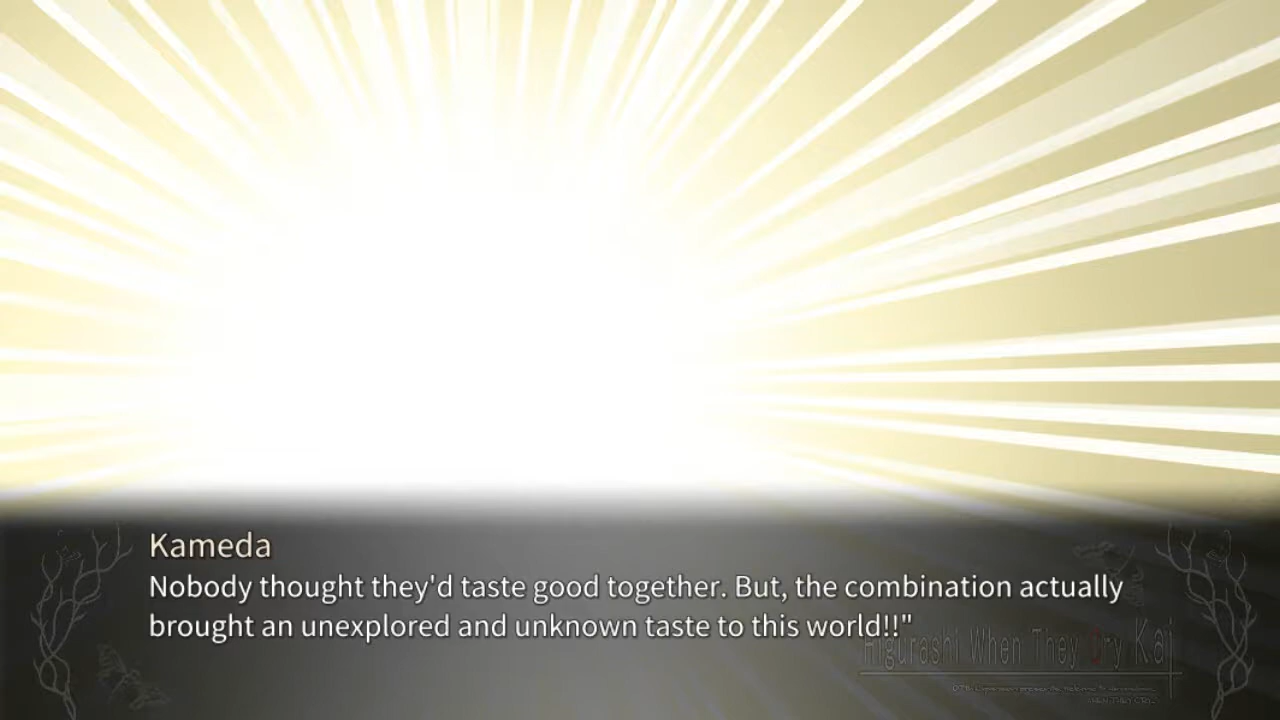 Kameda
Nobody thought they'd taste good together. But, the combination actually
brought an unexplored and unknown taste to this world!!"
Higurashi When They Cry Kai